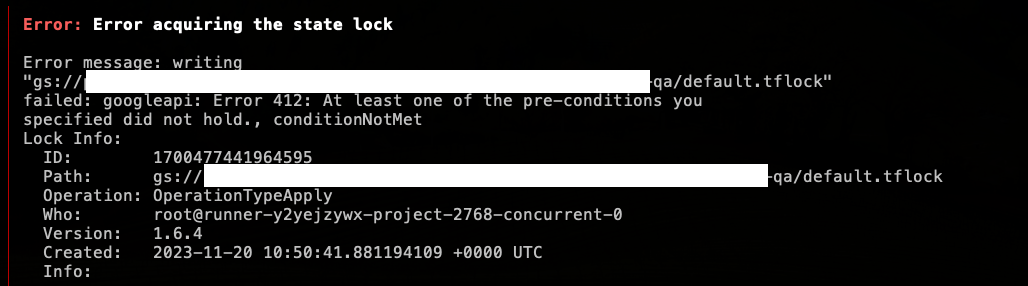 Error: Error acquiring the state lock
Error message: writing
"gs:// -qa/default.tflock"
failed: googleapi: Error 412: At least one of the pre-conditions you
specified did not hold., conditionNotMet
Lock Info:
ID: 1700477441964595
Path: gs:// -qa/default.tflock
Operation: OperationTypeApply
Who: root@runner-y2yejzywx-project-2768-concurrent-0
Version: 1.6.4
Created: 2023-11-20 10:50:41.881194109 +0000 UTC
Info: